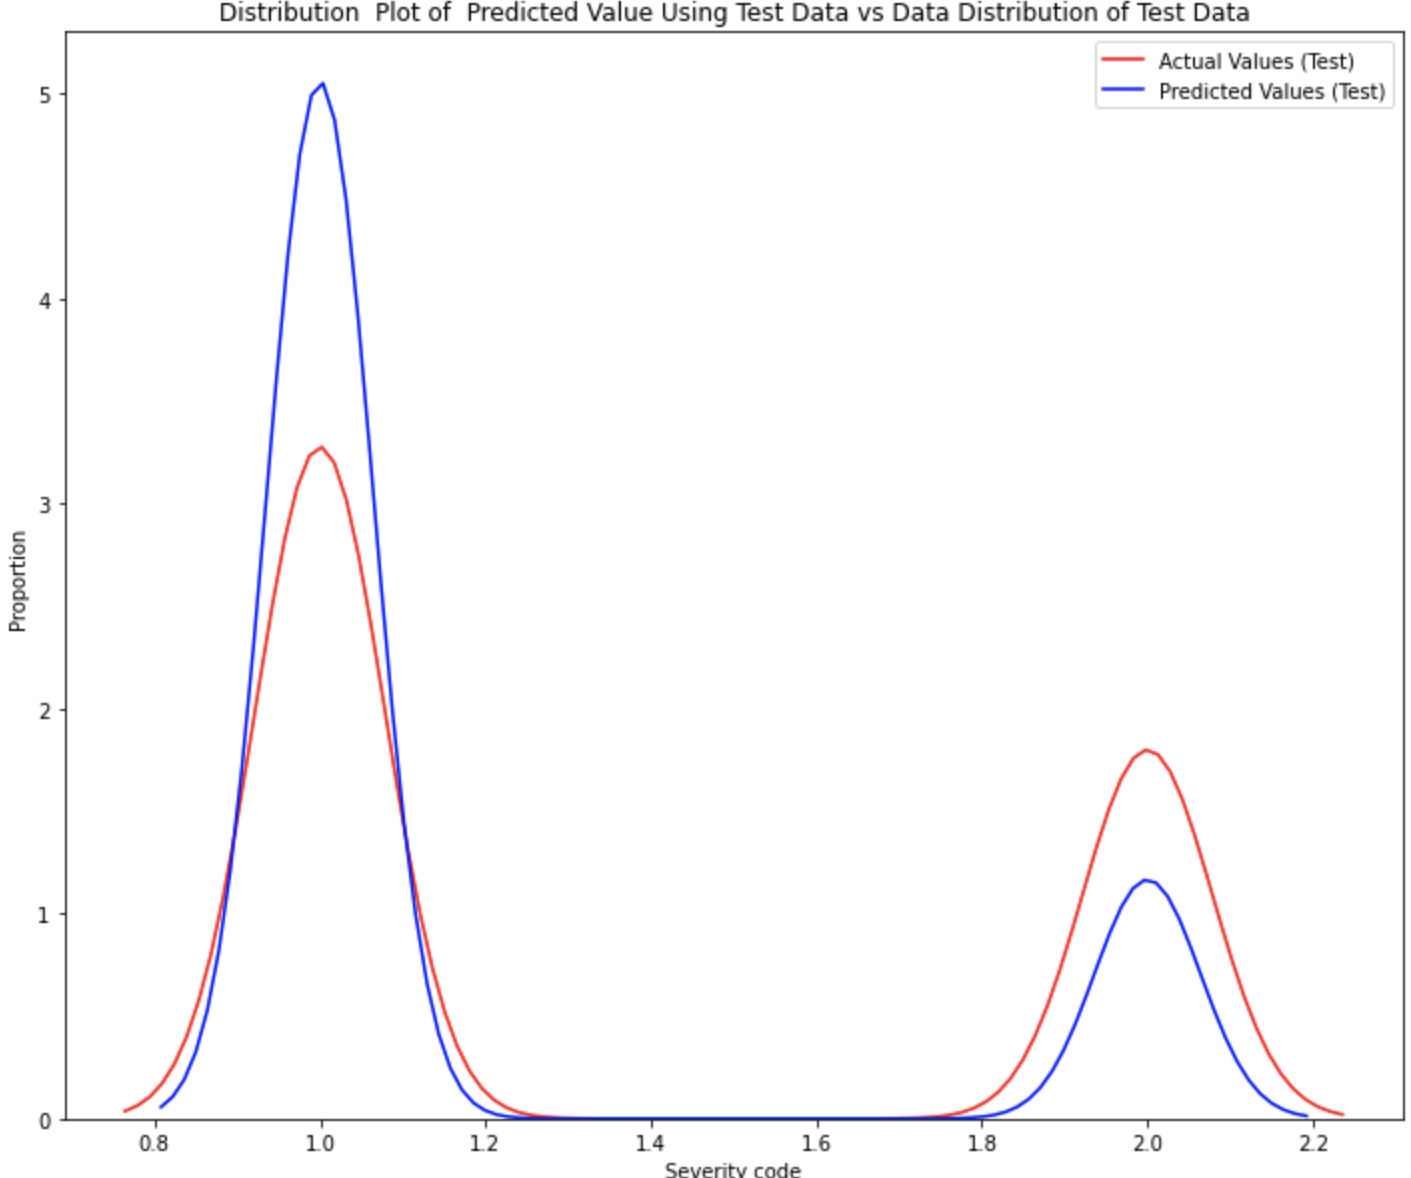 Distribution  Plot of  Predicted Value Using Test Data vs Data Distribution of Test Data
Actual Values (Test)
Predicted Values (Test)
5
4
3
2
1
0
Proportion
0.8 1.0 1.2 1.4 1.6 1.8 2.0 2.2
Severity code